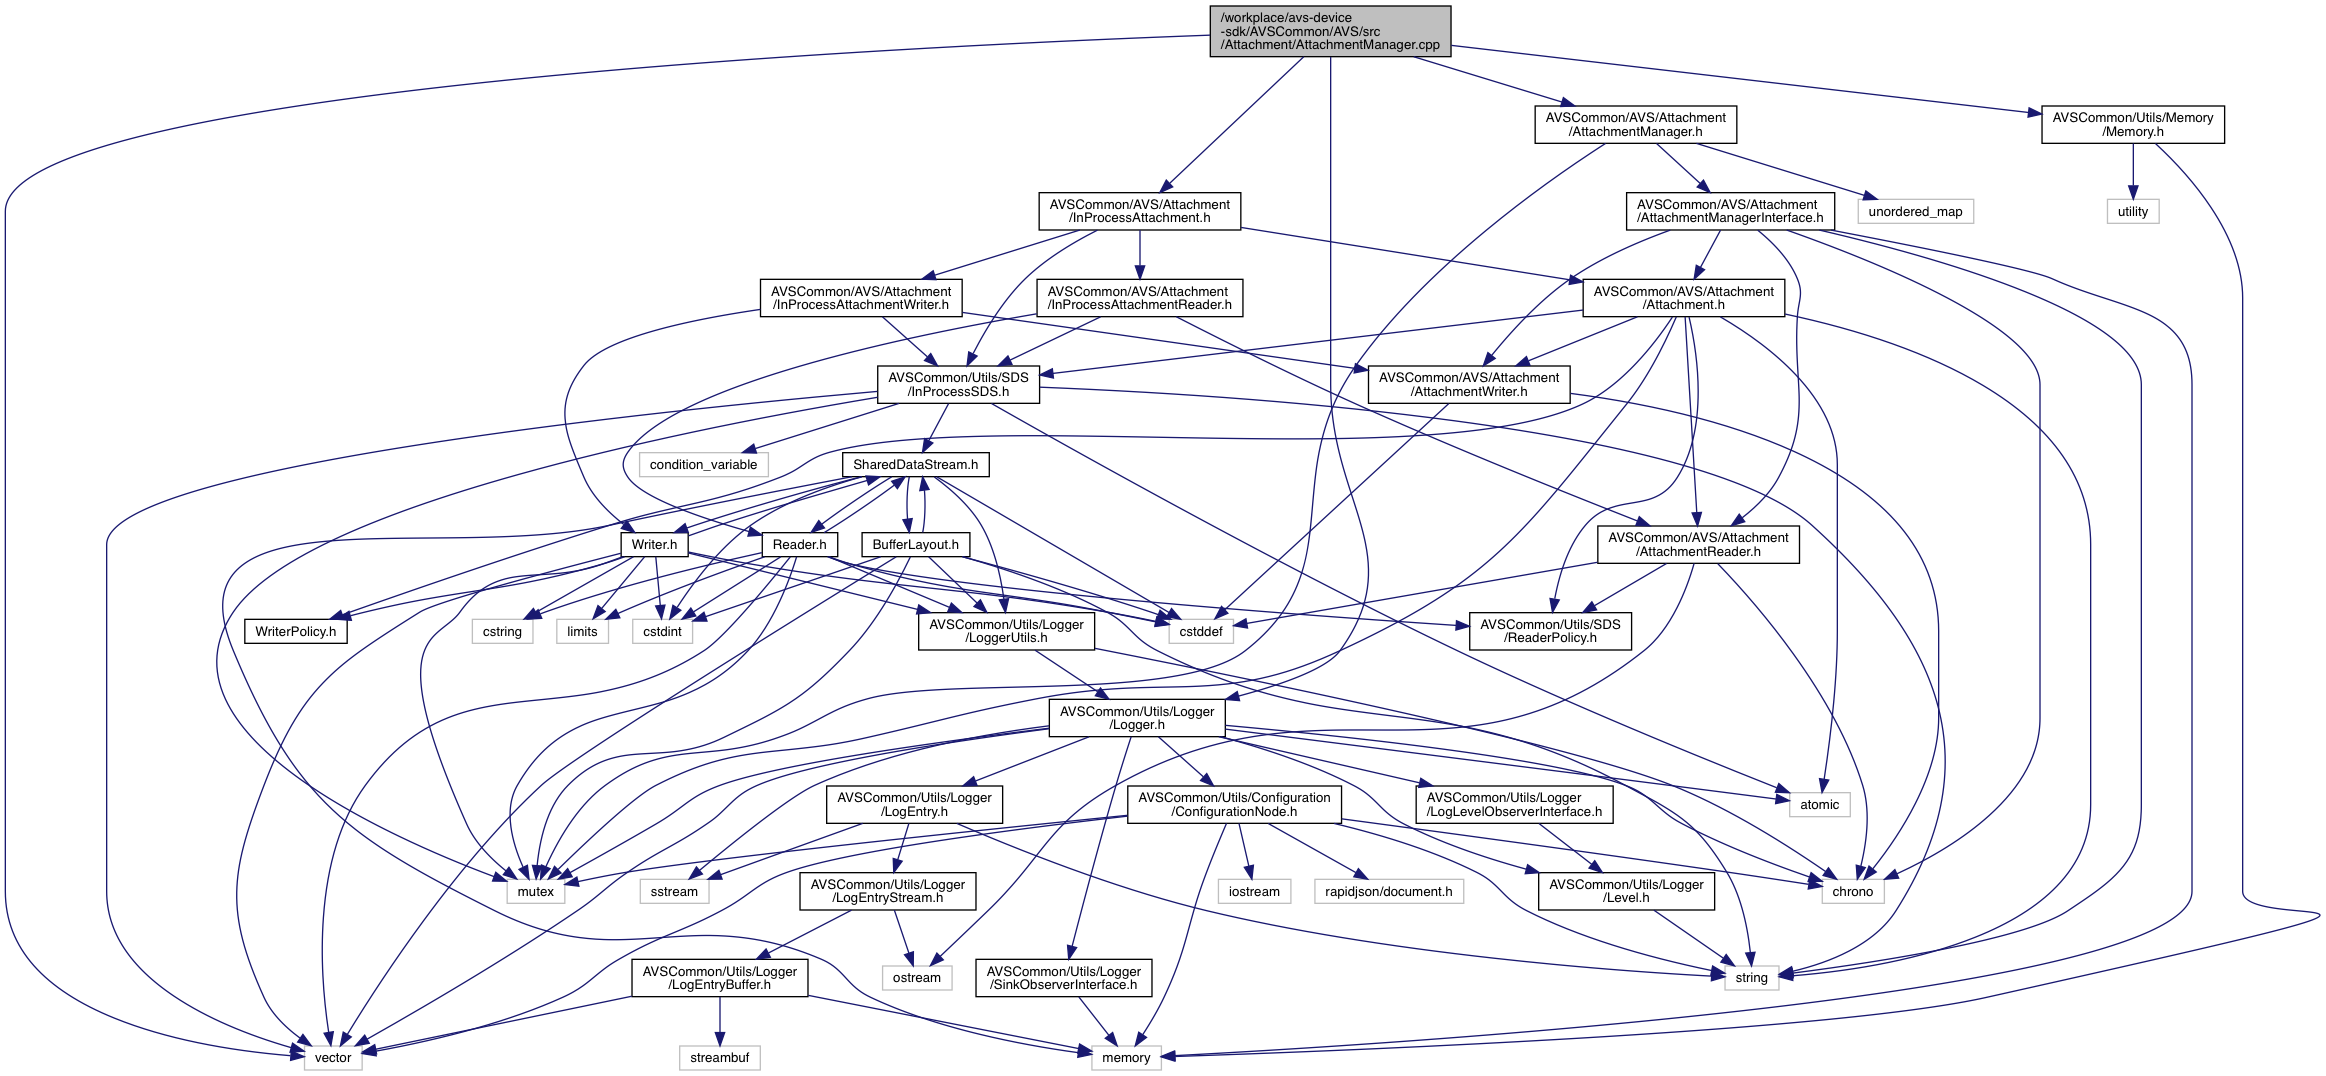 /workplace/avs-device
-sdk/AVSCommon/AVS/src
/Attachment/AttachmentManager.cpp
AVSCommon/AVS/Attachment
/AttachmentManager.h
AVSCommon/Utils/Memory
/Memory.h
AVSCommon/AVS/Attachment
/InProcessAttachment.h
AVSCommon/AVS/Attachment
/AttachmentManagerInterface.h
unordered_map
utility
AVSCommon/AVS/Attachment
/InProcessAttachmentWriter.h
AVSCommon/AVS/Attachment
/InProcessAttachmentReader.h
AVSCommon/AVS/Attachment
/Attachment.h
AVSCommon/Utils/SDS
/InProcessSDS.h
AVSCommon/AVS/Attachment
/AttachmentWriter.h
condition_variable
SharedDataStream.h
Writer.h
Reader.h
BufferLayout.h
AVSCommon/AVS/Attachment
/AttachmentReader.h
WriterPolicy.h
cstring
limits
cstdint
AVSCommon/Utils/Logger
/LoggerUtils.h
cstddef
AVSCommon/Utils/SDS
/ReaderPolicy.h
AVSCommon/Utils/Logger
/Logger.h
AVSCommon/Utils/Logger
/LogEntry.h
AVSCommon/Utils/Configuration
/ConfigurationNode.h
AVSCommon/Utils/Logger
/LogLevelObserverInterface.h
atomic
mutex
sstream
AVSCommon/Utils/Logger
/LogEntryStream.h
iostream
rapidjson/document.h
AVSCommon/Utils/Logger
/Level.h
chrono
AVSCommon/Utils/Logger
/LogEntryBuffer.h
ostream
AVSCommon/Utils/Logger
/SinkObserverInterface.h
string
vector
streambuf
memory